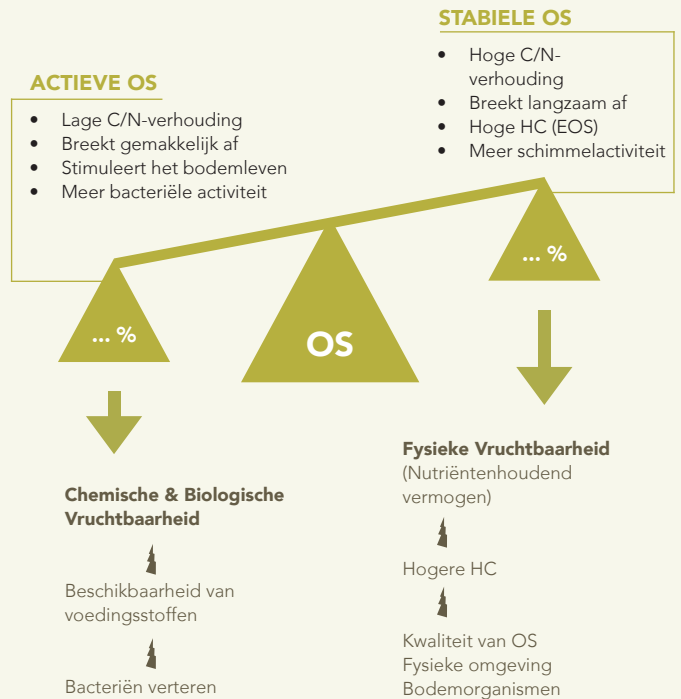 ACTIEVE OS
• Lage C/N-verhouding
• Breekt gemakkelijk af
• Stimuleert het bodemleven
• Meer bacteriële activiteit
STABIELE OS
• Hoge C/N-
verhouding
• Breekt langzaam af
• Hoge HC (EOS)
• Meer schimmelactiviteit
... %
OS
... %
Chemische & Biologische
Vruchtbaarheid
Beschikbaarheid van
voedingsstoffen
Bacteriën verteren
Fysieke Vruchtbaarheid
(Nutriëntenhoudend
vermogen)
Hogere HC
Kwaliteit van OS
Fysieke omgeving
Bodemorganismen